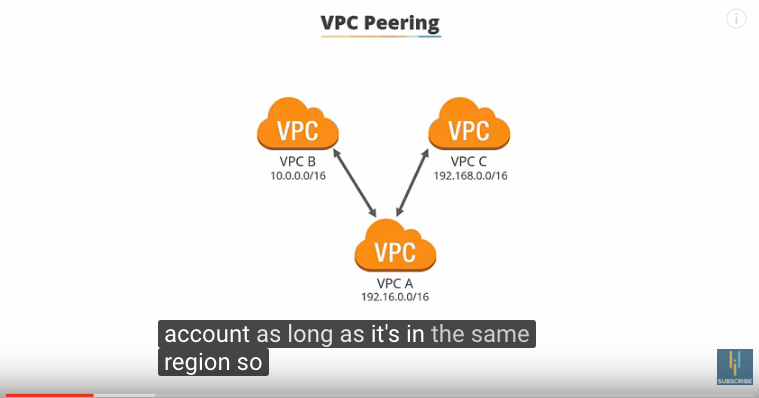 VPC Peering
VPC
VPC
VPC B
VPC C
10.0.0.0/16
192.168.0.0/16
VPC
VPC A
192.16.0.0/16
account as long as it's in the same
region so
SUBSCRIBE